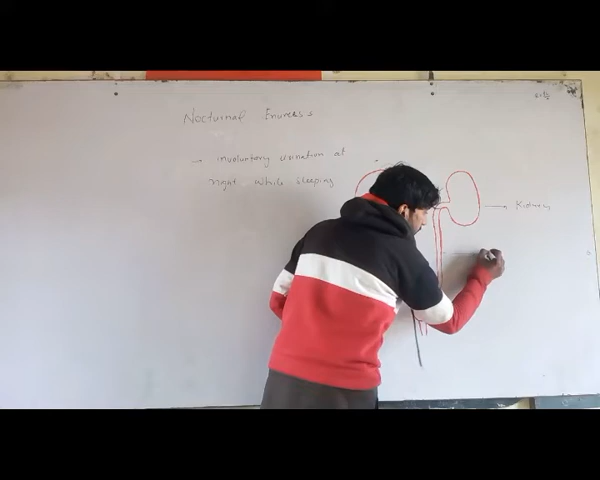 Nocturnal Enuresis
→ involuntary urination at
night while sleeping
→ Kidney